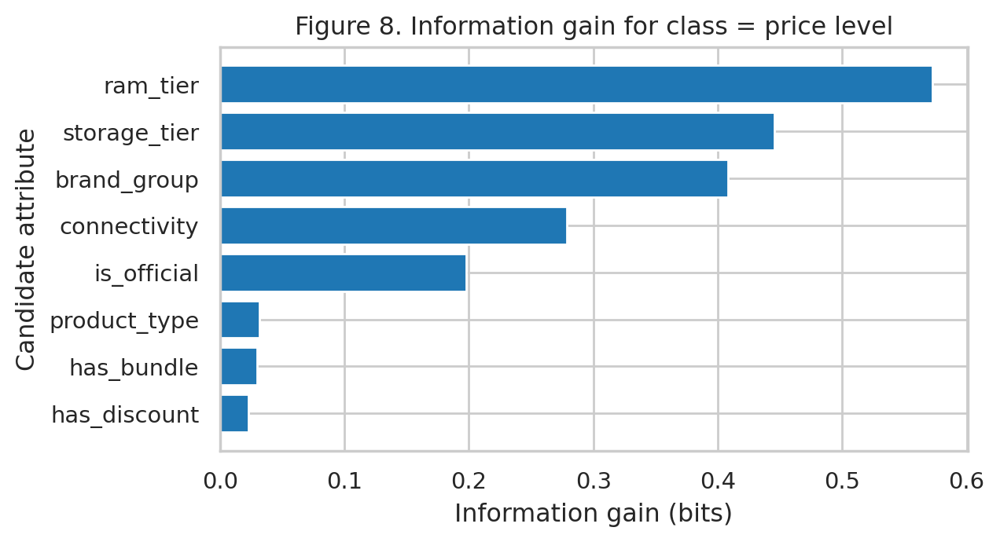 Figure 8. Information gain for class = price level
Candidate attribute
ram_tier
storage_tier
brand_group
connectivity
is_official
product_type
has_bundle
has_discount
0.0 0.1 0.2 0.3 0.4 0.5 0.6
Information gain (bits)